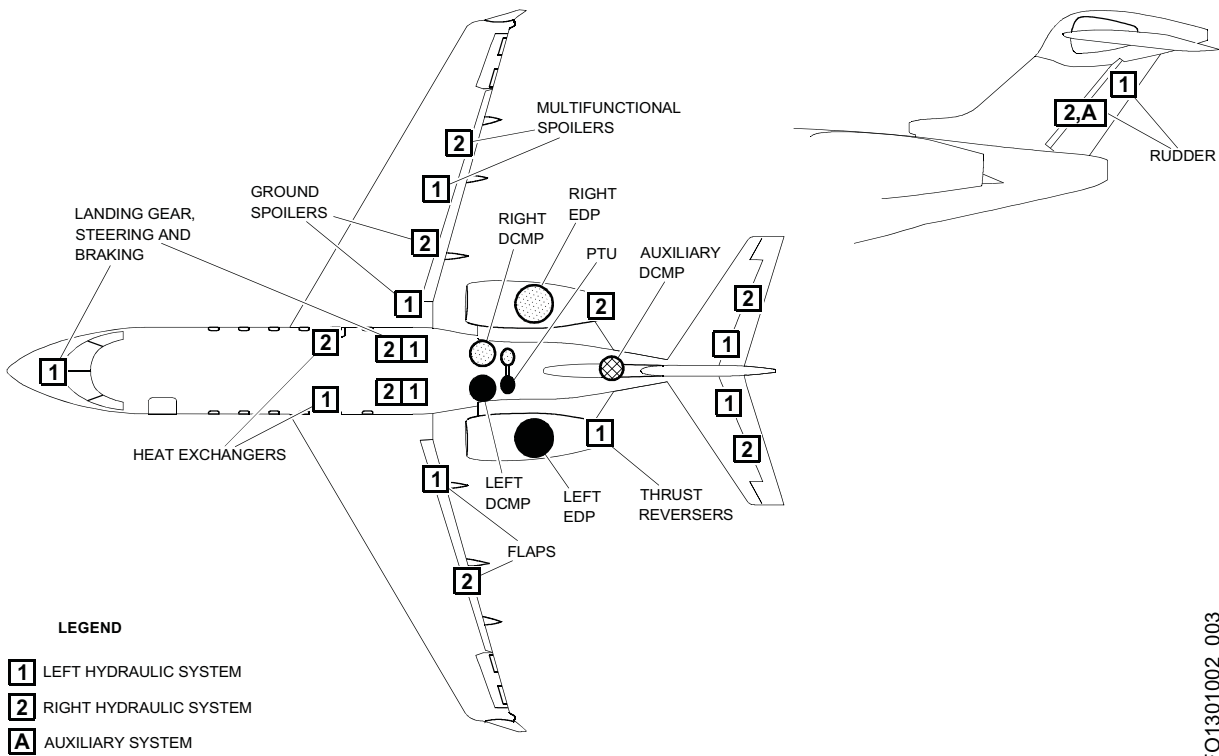 MULTIFUNCTIONAL
SPOILERS
2
1
GROUND
SPOILERS
2
1
LANDING GEAR,
STEERING AND
BRAKING
RIGHT
DCMP
RIGHT
EDP
PTU
AUXILIARY
DCMP
1
2,A
RUDDER
2
2
1
2 1
1
2
1
2 1
1
1
2
HEAT EXCHANGERS
1
1
LEFT
DCMP
LEFT
EDP
THRUST
REVERSERS
FLAPS
2
LEGEND
1 LEFT HYDRAULIC SYSTEM
2 RIGHT HYDRAULIC SYSTEM
A AUXILIARY SYSTEM